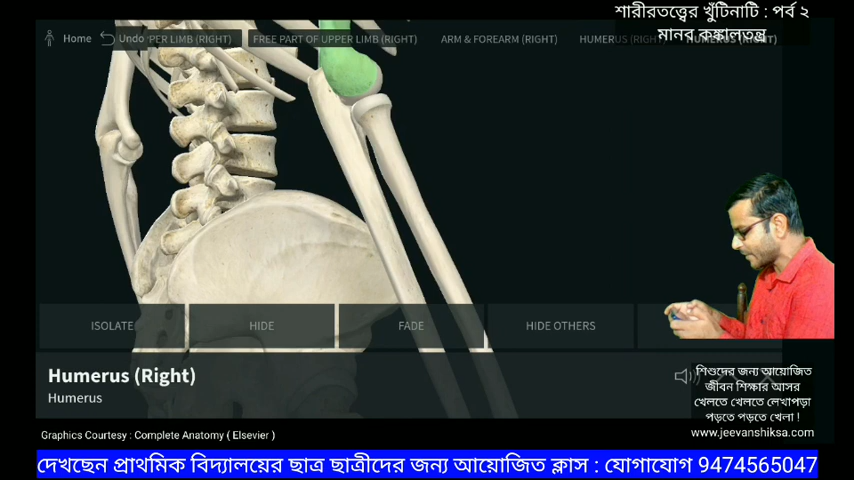 শারীরতত্ত্বের খুঁটিনাটি : পর্ব ২
মানব কঙ্কালতন্ত্র
Home
Undo
PER LIMB (RIGHT)
FREE PART OF UPPER LIMB (RIGHT)
ARM & FOREARM (RIGHT)
HUMERUS (RIGHT)
HUMERUS (RIGHT)
ISOLATE
HIDE
FADE
HIDE OTHERS
Humerus (Right)
Humerus
শিশুদের জন্য আয়োজিত
জীবন শিক্ষার আসর
খেলতে খেলতে লেখাপড়া
পড়তে পড়তে খেলা !
www.jeevanshiksa.com
Graphics Courtesy : Complete Anatomy ( Elsevier )
দেখছেন প্রাথমিক বিদ্যালয়ের ছাত্র ছাত্রীদের জন্য আয়োজিত ক্লাস : যোগাযোগ 9474565047